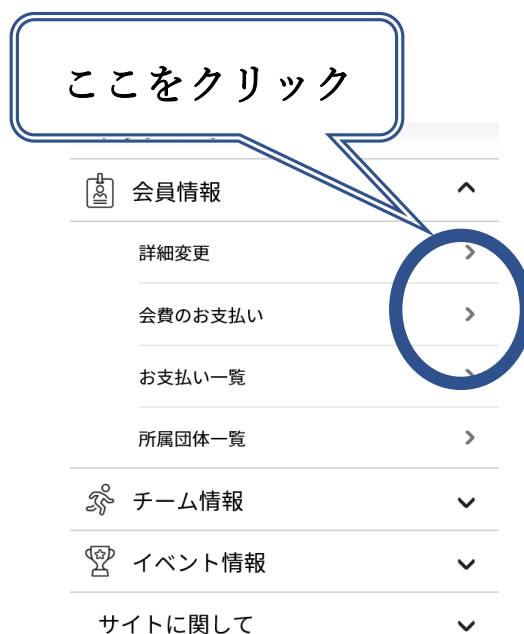 ここをクリック
会員情報
詳細変更
会費のお支払い
お支払い一覧
所属団体一覧
チーム情報
イベント情報
サイトに関して